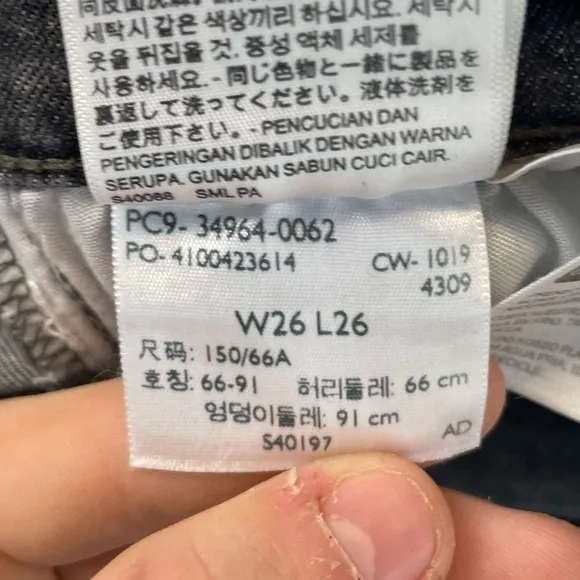 세탁시 같은 색상끼리 하십시오. 세탁시
옷을 뒤집을 것. 중성 액체 세제를
사용하세요. - 同じ色物と一緒に製品を
裏返して洗ってください。液体洗剤を
ご使用下さい。- PENCUCIAN DAN
PENGERINGAN DIBALIK DENGAN WARNA
SERUPA. GUNAKAN SABUN CUCI CAIR.
S40068 SML PA
PC9- 34964-0062
PO- 4100423614 CW- 1019
4309
W26 L26
尺码: 150/66A
호칭: 66-91 허리둘레: 66 cm
엉덩이둘레: 91 cm
S40197 AD